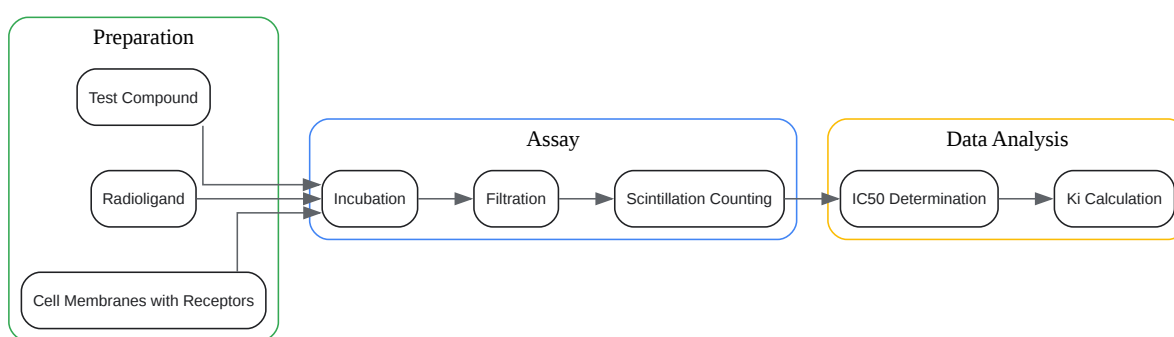 Preparation
Test Compound
Radioligand
Cell Membranes with Receptors
Assay
Incubation
Filtration
Scintillation Counting
Data Analysis
IC50 Determination
Ki Calculation